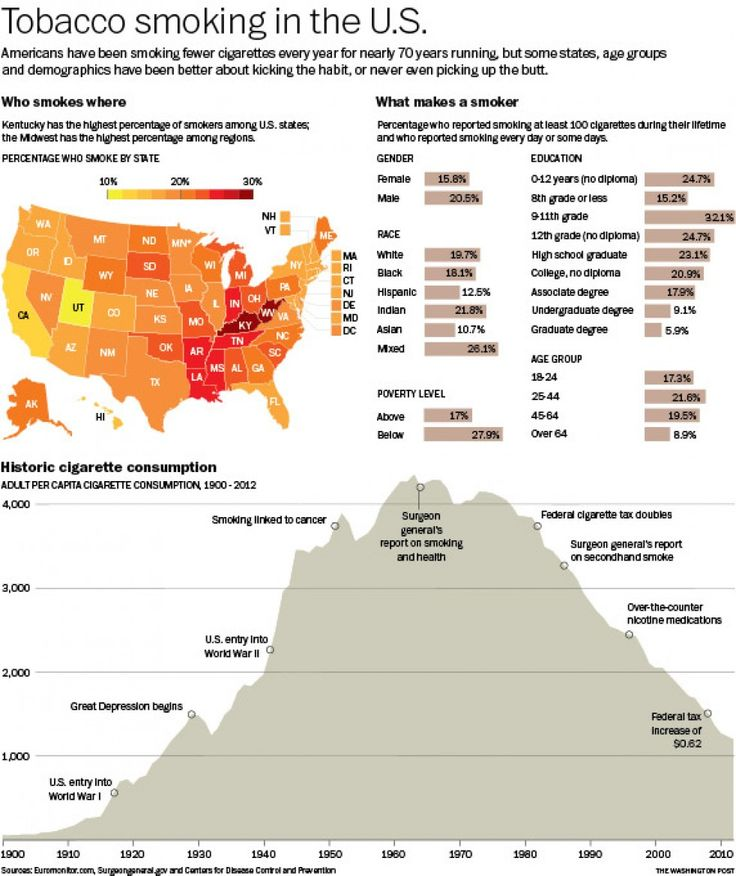 Tobacco smoking in the U.S.
Americans have been smoking fewer cigarettes every year for nearly 70 years running, but some states, age groups
and demographics have been better about kicking the habit, or never even picking up the butt.
Who smokes where
Kentucky has the highest percentage of smokers among U.S. states;
the Midwest has the highest percentage among regions.
PERCENTAGE WHO SMOKE BY STATE
10% 20% 30%
NH
VT
WA
OR
ID
MT
ND
MN*
ME
MA
RI
CT
NJ
DE
MD
DC
WY
SD
WI
MI
NY
PA
NV
UT
CO
NE
IA
IL
IN
OH
WV
VA
CA
KS
MO
KY
NC
AZ
NM
OK
AR
TN
SC
TX
LA
MS
AL
GA
FL
AK
HI
What makes a smoker
Percentage who reported smoking at least 100 cigarettes during their lifetime
and who reported smoking every day or some days.
GENDER
Female 15.8%
Male 20.5%
RACE
White 19.7%
Black 18.1%
Hispanic 12.5%
Indian 21.8%
Asian 10.7%
Mixed 26.1%
POVERTY LEVEL
Above 17%
Below 27.9%
EDUCATION
0-12 years (no diploma) 24.7%
8th grade or less 15.2%
9-11th grade 32.1%
12th grade (no diploma) 24.7%
High school graduate 23.1%
College, no diploma 20.9%
Associate degree 17.9%
Undergraduate degree 9.1%
Graduate degree 5.9%
AGE GROUP
18-24 17.3%
25-44 21.6%
45-64 19.5%
Over 64 8.9%
Historic cigarette consumption
ADULT PER CAPITA CIGARETTE CONSUMPTION, 1900 - 2012
4,000
3,000
2,000
1,000
U.S. entry into
World War I
Great Depression begins
U.S. entry into
World War II
Smoking linked to cancer
Surgeon
general's
report on smoking
and health
Federal cigarette tax doubles
Surgeon general's report
on secondhand smoke
Over-the-counter
nicotine medications
Federal tax
increase of
$0.62
1900 1910 1920 1930 1940 1950 1960 1970 1980 1990 2000 2010
Sources: Euromonitor.com, Surgeongeneral.gov and Centers for Disease Control and Prevention
THE WASHINGTON POST